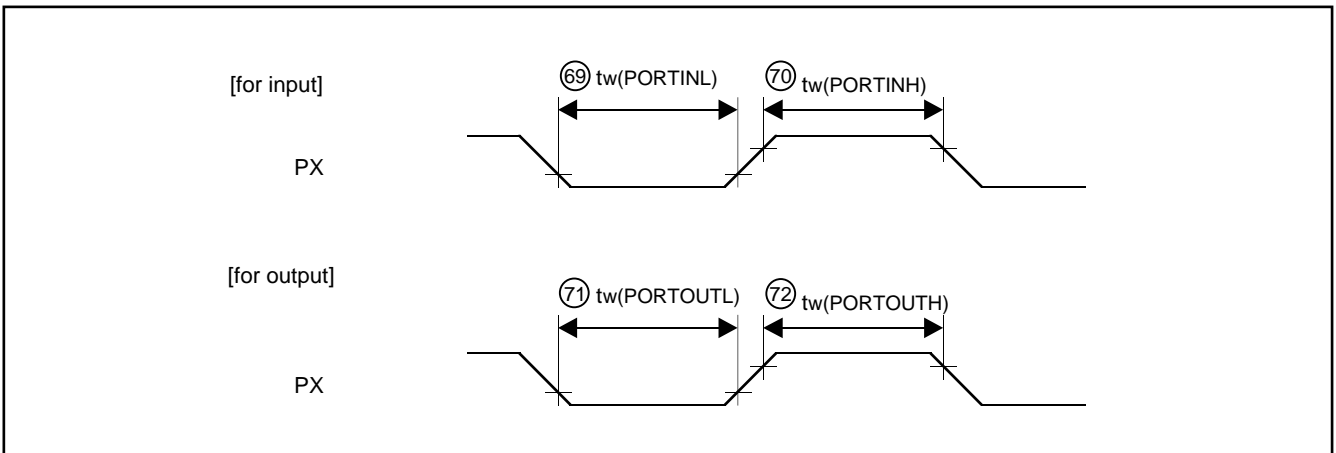 [for input]
69 tw(PORTINL)
70 tw(PORTINH)
PX
[for output]
71 tw(PORTOUTL)
72 tw(PORTOUTH)
PX